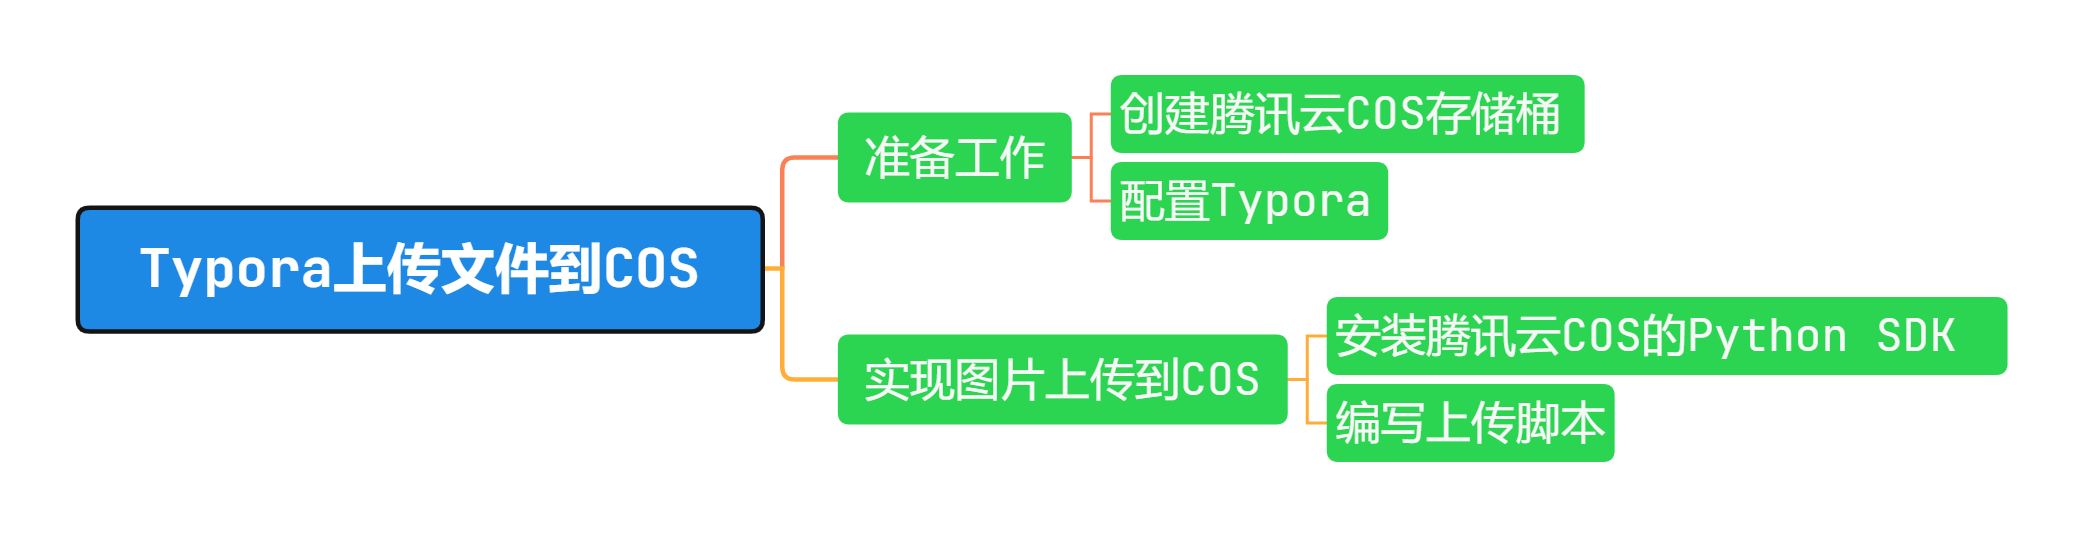 Typora上传文件到COS
准备工作
创建腾讯云COS存储桶
配置Typora
实现图片上传到COS
安装腾讯云COS的Python SDK
编写上传脚本